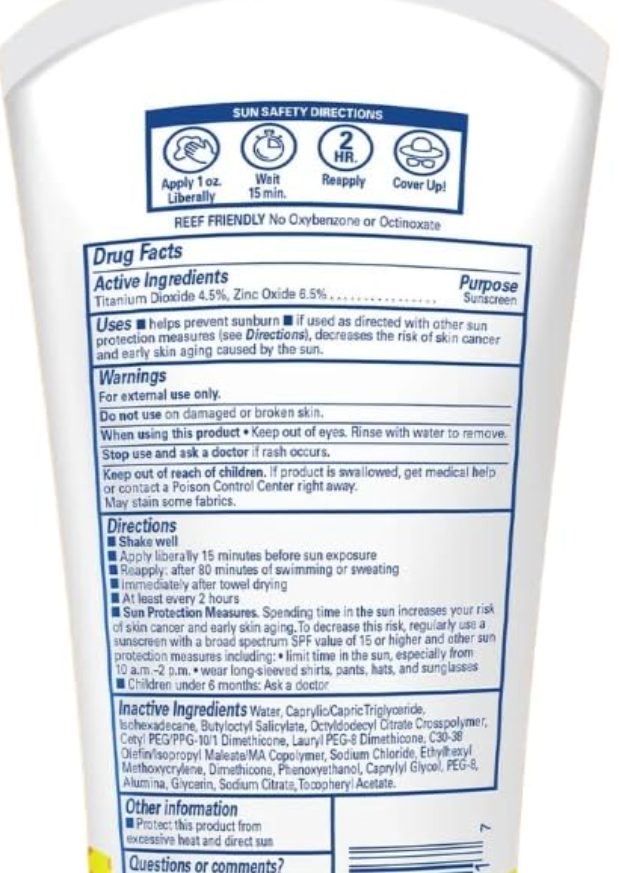 SUN SAFETY DIRECTIONS
Apply 1 oz. Liberally
Wait 15 min.
2 HR.
Reapply
Cover Up!
REEF FRIENDLY No Oxybenzone or Octinoxate
Drug Facts
Active Ingredients Purpose
Titanium Dioxide 4.5%, Zinc Oxide 6.5%................ Sunscreen
Uses ■ helps prevent sunburn ■ if used as directed with other sun
protection measures (see Directions), decreases the risk of skin cancer
and early skin aging caused by the sun.
Warnings
For external use only.
Do not use on damaged or broken skin.
When using this product • Keep out of eyes. Rinse with water to remove.
Stop use and ask a doctor if rash occurs.
Keep out of reach of children. If product is swallowed, get medical help
or contact a Poison Control Center right away.
May stain some fabrics.
Directions
■ Shake well
■ Apply liberally 15 minutes before sun exposure
■ Reapply: after 80 minutes of swimming or sweating
■ Immediately after towel drying
■ At least every 2 hours
■ Sun Protection Measures. Spending time in the sun increases your risk
of skin cancer and early skin aging. To decrease this risk, regularly use a
sunscreen with a broad spectrum SPF value of 15 or higher and other sun
protection measures including: • limit time in the sun, especially from
10 a.m.-2 p.m. • wear long-sleeved shirts, pants, hats, and sunglasses
■ Children under 6 months: Ask a doctor
Inactive Ingredients Water, Caprylic/Capric Triglyceride,
Isohexadecane, Butyloctyl Salicylate, Octyldodecyl Citrate Crosspolymer,
Cetyl PEG/PPG-10/1 Dimethicone, Lauryl PEG-8 Dimethicone, C30-38
Olefin/Isopropyl Maleate/MA Copolymer, Sodium Chloride, Ethylhexyl
Methoxycrylene, Dimethicone, Phenoxyethanol, Caprylyl Glycol, PEG-8,
Alumina, Glycerin, Sodium Citrate, Tocopheryl Acetate.
Other information
■ Protect this product from
excessive heat and direct sun
Questions or comments?
7
1